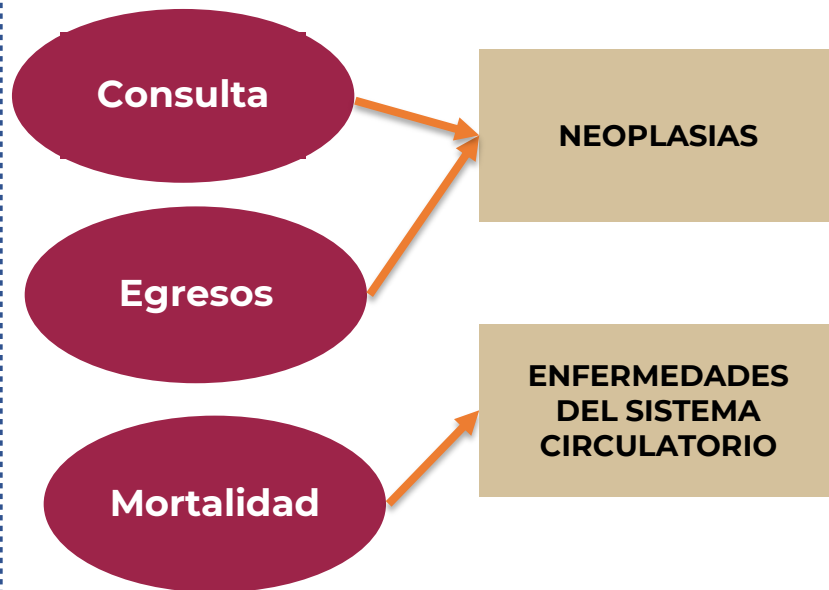 Consulta
NEOPLASIAS
Egresos
ENFERMEDADES
DEL SISTEMA
CIRCULATORIO
Mortalidad